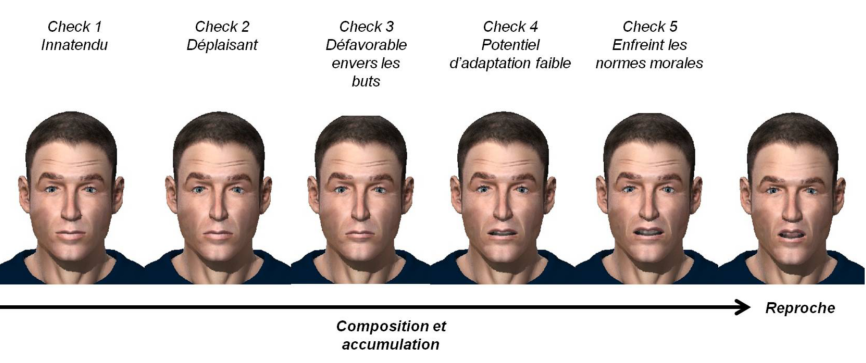 Check 1
Innatendu
Check 2
Déplaisant
Check 3
Défavorable
envers les
buts
Check 4
Potentiel
d'adaptation faible
Check 5
Enfreint les
normes morales
Reproche
Composition et
accumulation